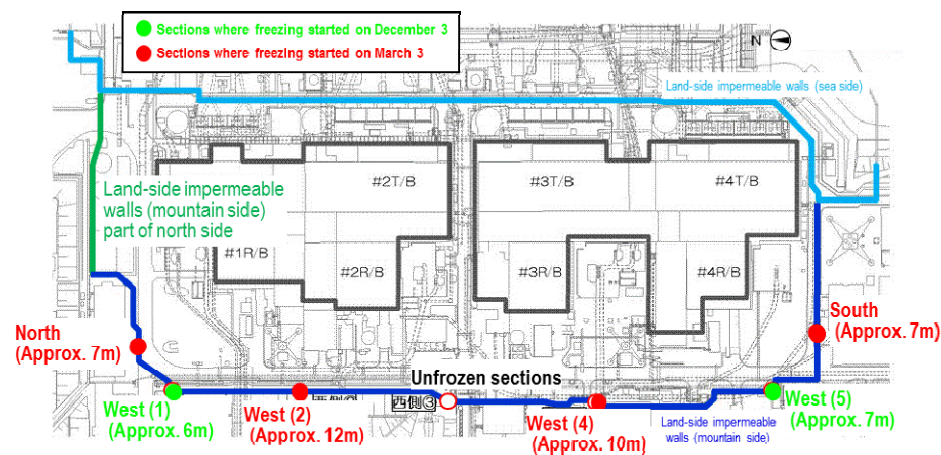 Sections where freezing started on December 3
Sections where freezing started on March 3
N
Land-side impermeable walls (sea side)
#2T/B
#3T/B
#4T/B
Land-side impermeable
walls (mountain side)
part of north side
#1R/B
#2R/B
#3R/B
#4R/B
North
(Approx. 7m)
South
(Approx. 7m)
Unfrozen sections
西側③
West (1)
(Approx. 6m)
West (2)
(Approx. 12m)
West (4)
(Approx. 10m)
Land-side impermeable
walls (mountain side)
West (5)
(Approx. 7m)